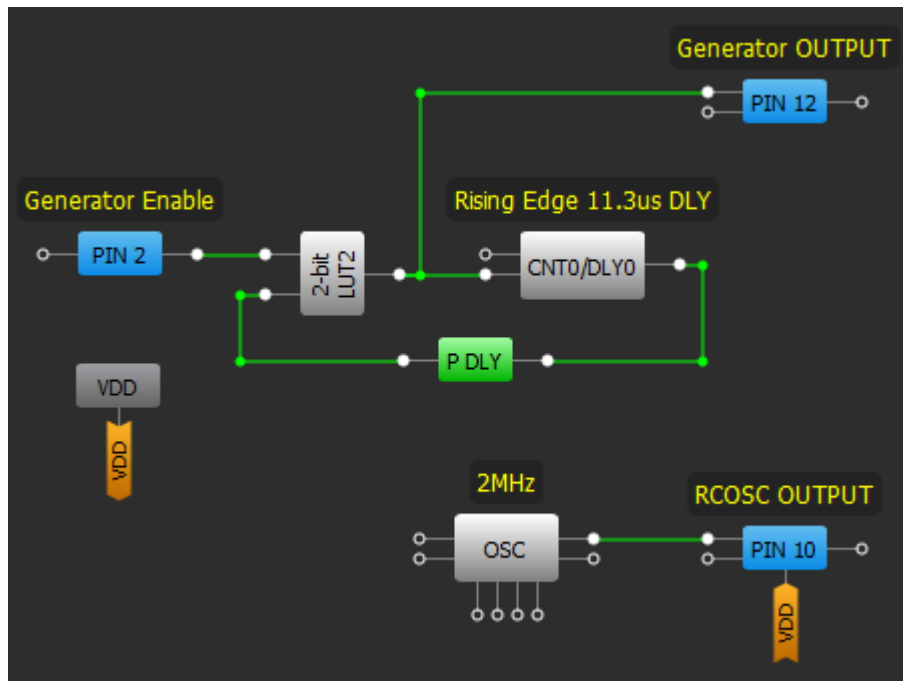 Generator OUTPUT
PIN 12
Generator Enable
Rising Edge 11.3us DLY
PIN 2
2-bit
LUT2
CNT0/DLY0
P DLY
VDD
VDD
2MHz
RCOSC OUTPUT
OSC
PIN 10
VDD